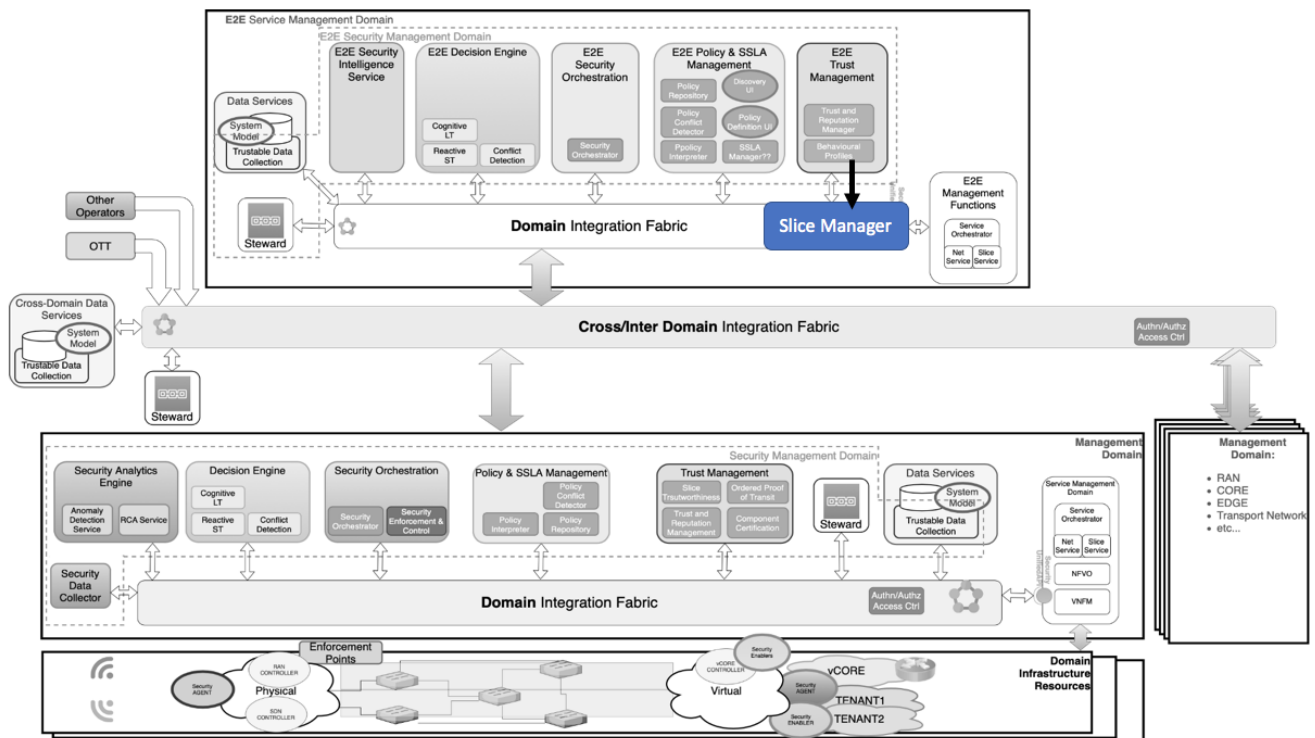 E2E Service Management Domain
E2E Security Management Domain
E2E Security
Intelligence
Service
E2E Decision Engine
Cognitive
LT
Reactive
ST
Conflict
Detection
E2E
Security
Orchestration
Security
Orchestrator
E2E Policy & SSLA
Management
Policy
Repository
Discovery
UI
Policy
Conflict
Detector
Policy
Definition UI
Ppolicy
Interpreter
SSLA
Manager??
E2E
Trust
Management
Trust and
Reputation
Manager
Behavioural
Profiles
Data Services
System
Model
Trustable Data
Collection
Steward
Domain Integration Fabric
Slice Manager
E2E
Management
Functions
Service
Orchestrator
Net
Service
Slice
Service
Other
Operators
OTT
Cross-Domain Data
Services
System
Model
Trustable Data
Collection
Steward
Cross/Inter Domain Integration Fabric
Authn/Authz
Access Ctrl
Management
Domain
Security Management Domain
Security Analytics
Engine
Anomaly
Detection
Service
RCA Service
Decision Engine
Cognitive
LT
Reactive
ST
Conflict
Detection
Security Orchestration
Security
Orchestrator
Security
Enforcement &
Control
Policy & SSLA Management
Policy
Conflict
Detector
Policy
Interpreter
Policy
Repository
Trust Management
Slice
Trsutworthiness
Ordered Proof
of Transit
Trust and
Reputation
Management
Component
Certification
Steward
Data Services
System
Model
Trustable Data
Collection
Service Management
Domain
Service
Orchestrator
Net
Service
Slice
Service
NFVO
VNFM
Security
Data
Collector
Domain Integration Fabric
Authn/Authz
Access Ctrl
Management
Domain:
• RAN
• CORE
• EDGE
• Transport Network
• etc...
Enforcement
Points
Security
AGENT
RAN
CONTROLLER
Physical
SDN
CONTROLLER
Security
Enablers
vCORE
CONTROLLER
Virtual
vCORE
Security
AGENT
TENANT1
Security
ENABLER
TENANT2
Domain
Infrastructure
Resources